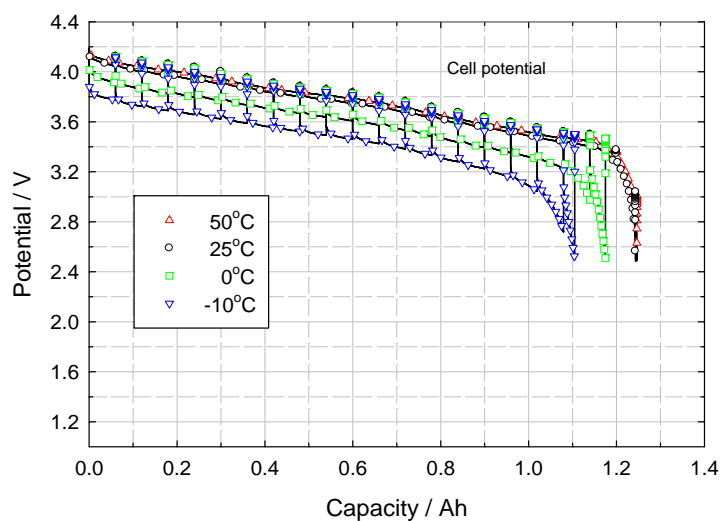 4.4
4.0
3.6
3.2
2.8
2.4
2.0
1.6
1.2
Potential / V
Cell potential
50°C
25°C
0°C
-10°C
0.0 0.2 0.4 0.6 0.8 1.0 1.2 1.4
Capacity / Ah